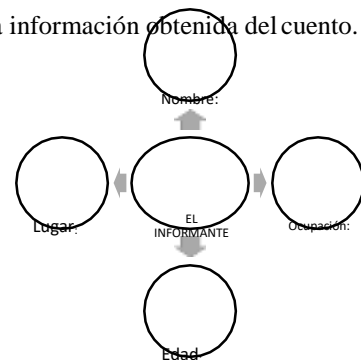 a información obtenida del cuento.
Nombre:
Lugar:
EL
INFORMANTE
Ocupación:
Edad